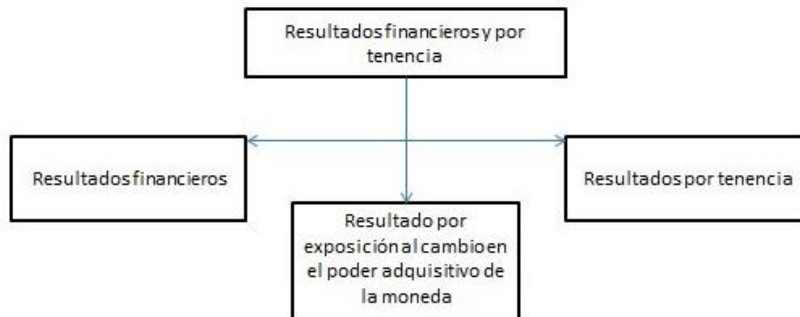 Resultados financieros y por
tenencia
Resultados financieros
Resultados por tenencia
Resultado por
exposición al cambio en
el poder adquisitivo de
la moneda